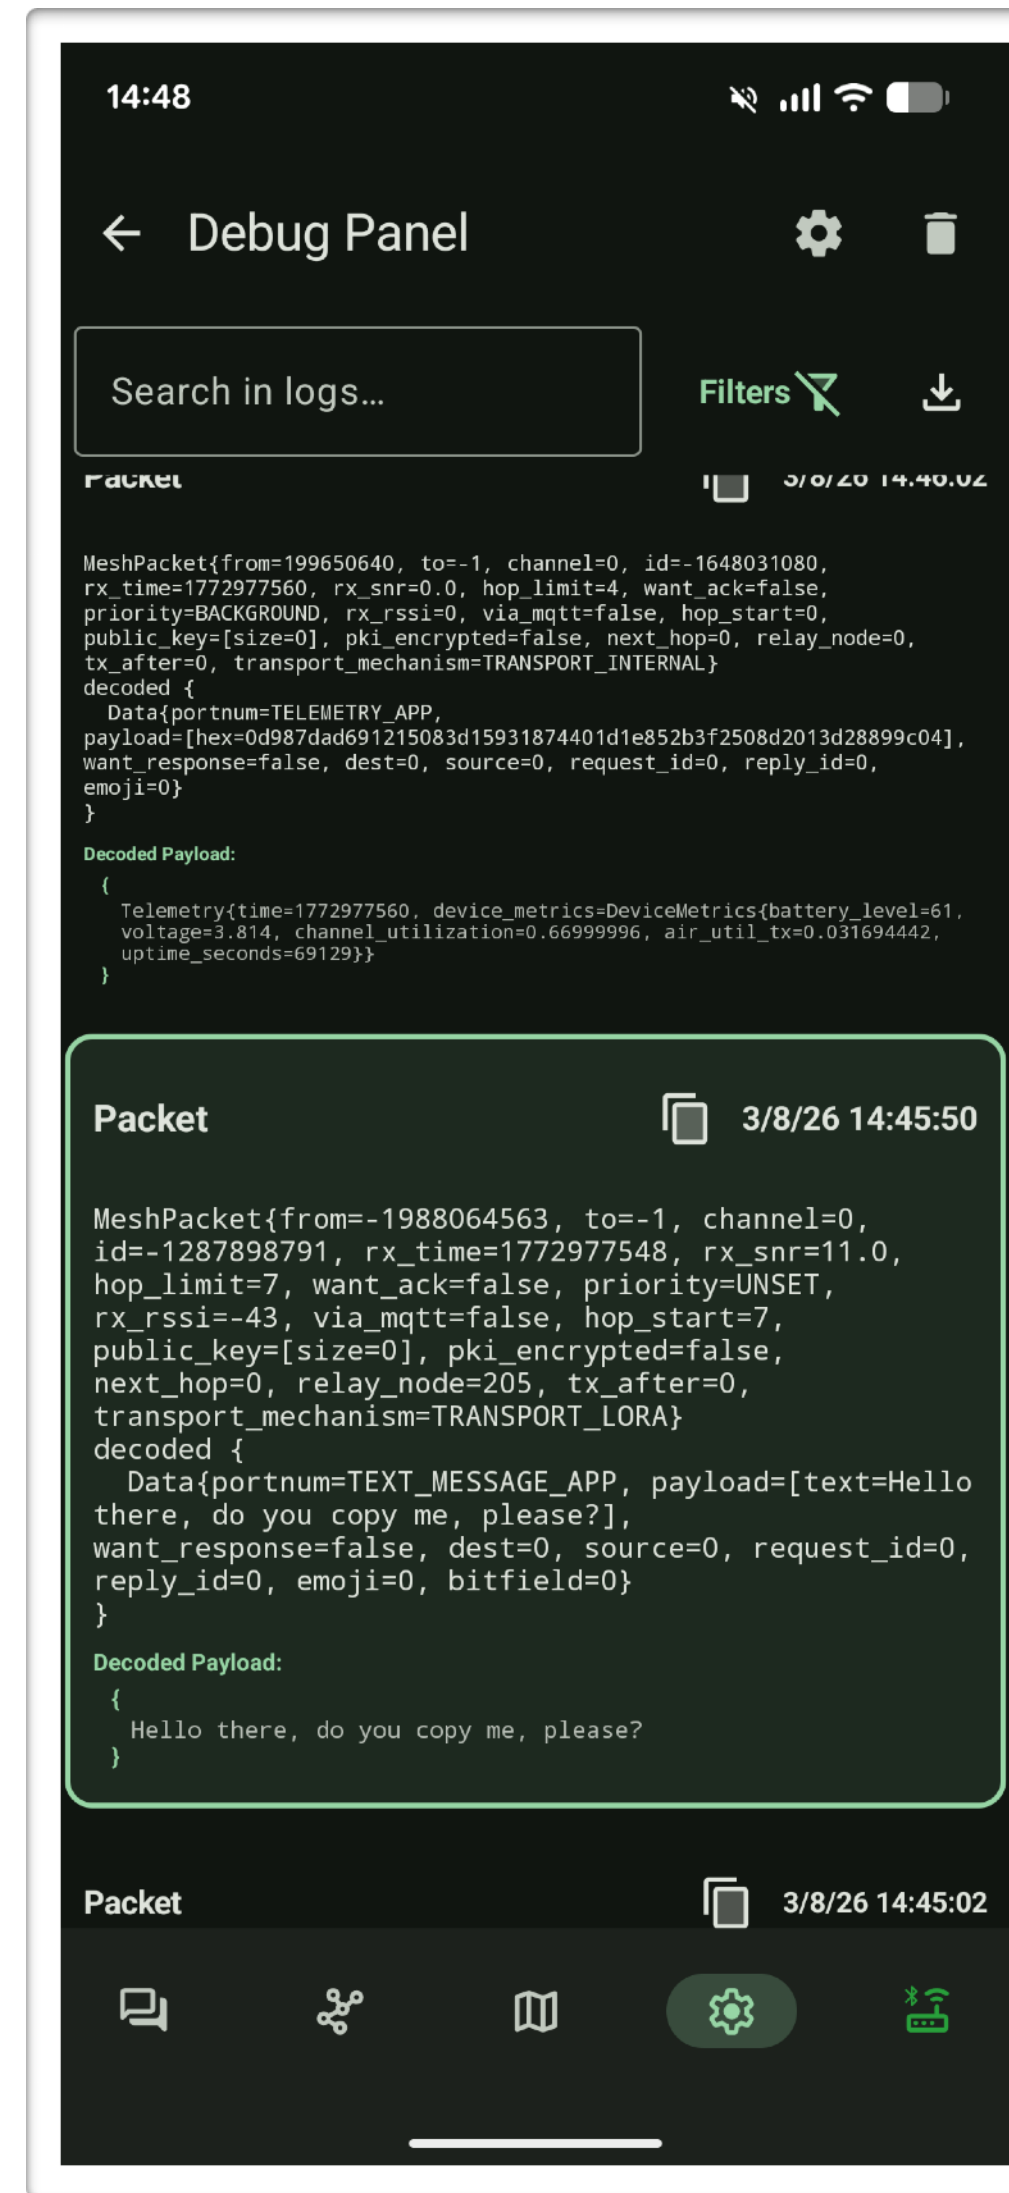 14:48
Debug Panel
Search in logs...
Filters
Packet 3/8/26 14:46:02
MeshPacket{from=199650640, to=-1, channel=0, id=-1648031080,
rx_time=1772977560, rx_snr=0.0, hop_limit=4, want_ack=false,
priority=BACKGROUND, rx_rssi=0, via_mqtt=false, hop_start=0,
public_key=[size=0], pki_encrypted=false, next_hop=0, relay_node=0,
tx_after=0, transport_mechanism=TRANSPORT_INTERNAL}
decoded {
Data{portnum=TELEMETRY_APP,
payload=[hex=0d987dad691215083d15931874401d1e852b3f2508d2013d28899c04],
want_response=false, dest=0, source=0, request_id=0, reply_id=0,
emoji=0}
}
Decoded Payload:
{
Telemetry{time=1772977560, device_metrics=DeviceMetrics{battery_level=61,
voltage=3.814, channel_utilization=0.66999996, air_util_tx=0.031694442,
uptime_seconds=69129}}
}
Packet 3/8/26 14:45:50
MeshPacket{from=-1988064563, to=-1, channel=0,
id=-1287898791, rx_time=1772977548, rx_snr=11.0,
hop_limit=7, want_ack=false, priority=UNSET,
rx_rssi=-43, via_mqtt=false, hop_start=7,
public_key=[size=0], pki_encrypted=false,
next_hop=0, relay_node=205, tx_after=0,
transport_mechanism=TRANSPORT_LORA}
decoded {
Data{portnum=TEXT_MESSAGE_APP, payload=[text=Hello
there, do you copy me, please?],
want_response=false, dest=0, source=0, request_id=0,
reply_id=0, emoji=0, bitfield=0}
}
Decoded Payload:
{
Hello there, do you copy me, please?
}
Packet 3/8/26 14:45:02